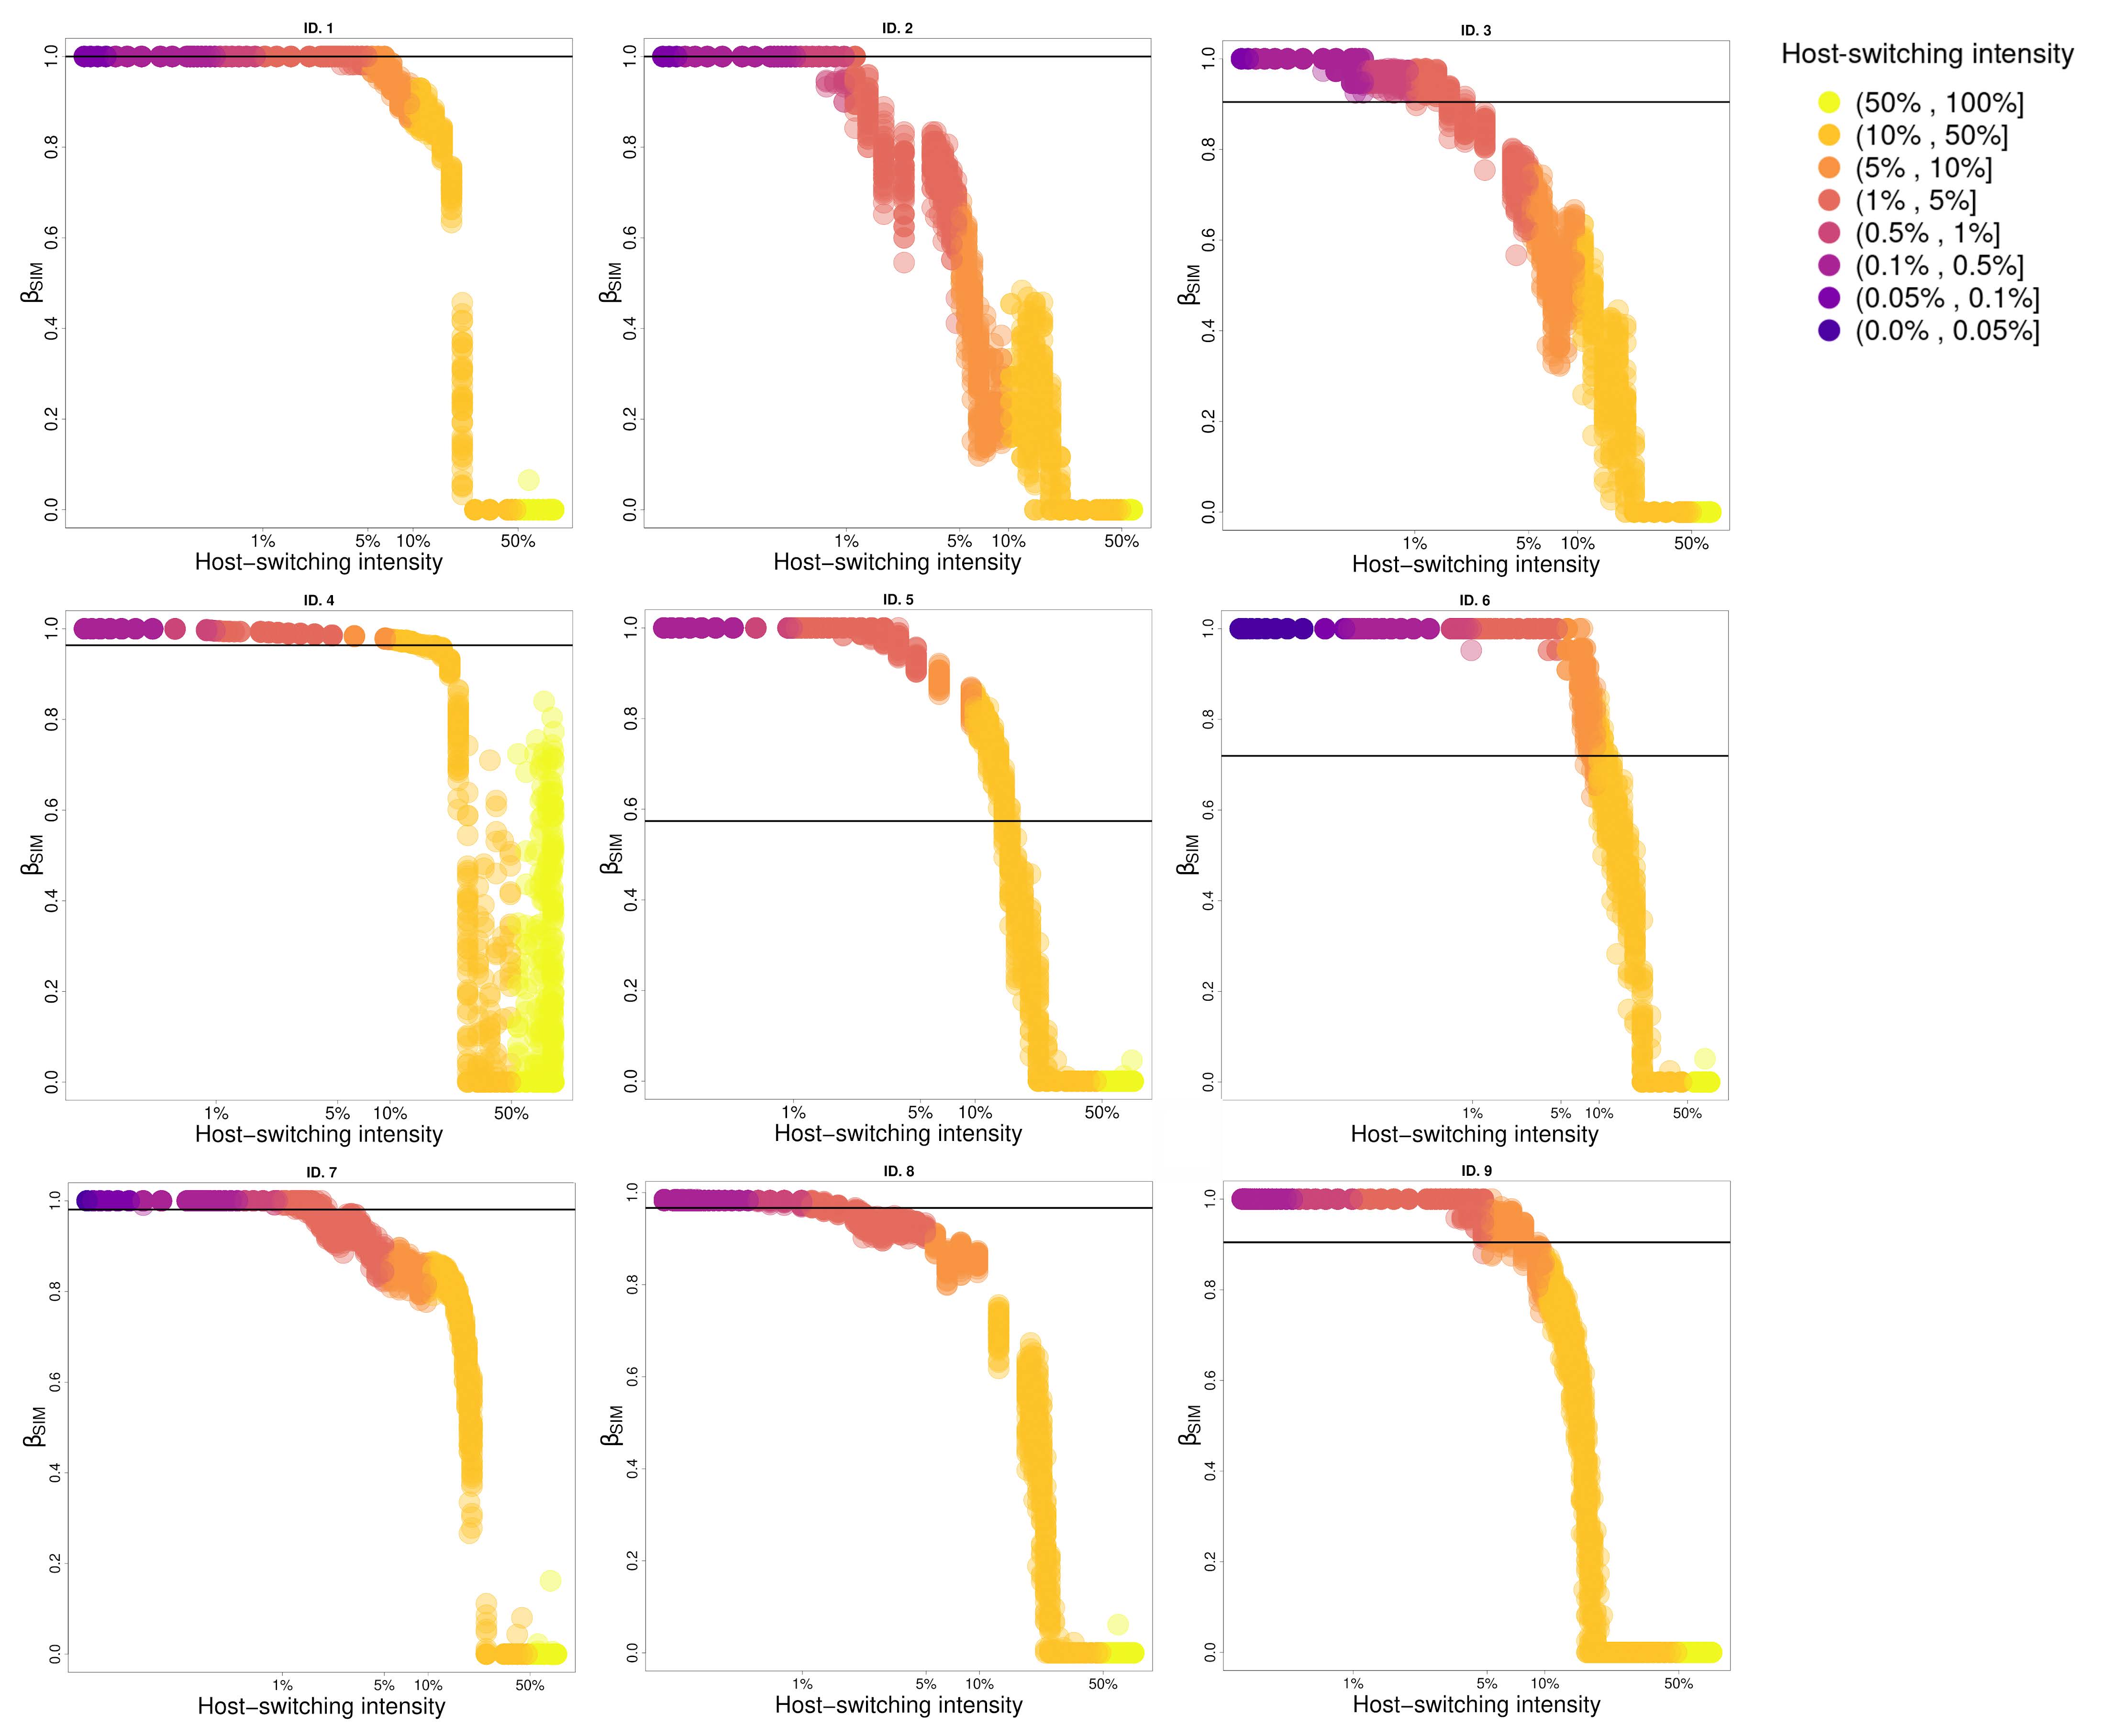 ID. 1
ID. 2
ID. 3
Host-switching intensity
(50% , 100%]
(10% , 50%]
(5% , 10%]
(1% , 5%]
(0.5% , 1%]
(0.1% , 0.5%]
(0.05% , 0.1%]
(0.0% , 0.05%]
βSIM
1.0
0.8
0.6
0.4
0.2
0.0
1% 5% 10% 50%
Host−switching intensity
βSIM
1.0
0.8
0.6
0.4
0.2
0.0
1% 5% 10% 50%
Host−switching intensity
βSIM
1.0
0.8
0.6
0.4
0.2
0.0
1% 5% 10% 50%
Host−switching intensity
ID. 4
ID. 5
ID. 6
βSIM
1.0
0.8
0.6
0.4
0.2
0.0
1% 5% 10% 50%
Host−switching intensity
βSIM
1.0
0.8
0.6
0.4
0.2
0.0
1% 5% 10% 50%
Host−switching intensity
βSIM
1.0
0.8
0.6
0.4
0.2
0.0
1% 5% 10% 50%
Host−switching intensity
ID. 7
ID. 8
ID. 9
βSIM
1.0
0.8
0.6
0.4
0.2
0.0
1% 5% 10% 50%
Host−switching intensity
βSIM
1.0
0.8
0.6
0.4
0.2
0.0
1% 5% 10% 50%
Host−switching intensity
βSIM
1.0
0.8
0.6
0.4
0.2
0.0
1% 5% 10% 50%
Host−switching intensity